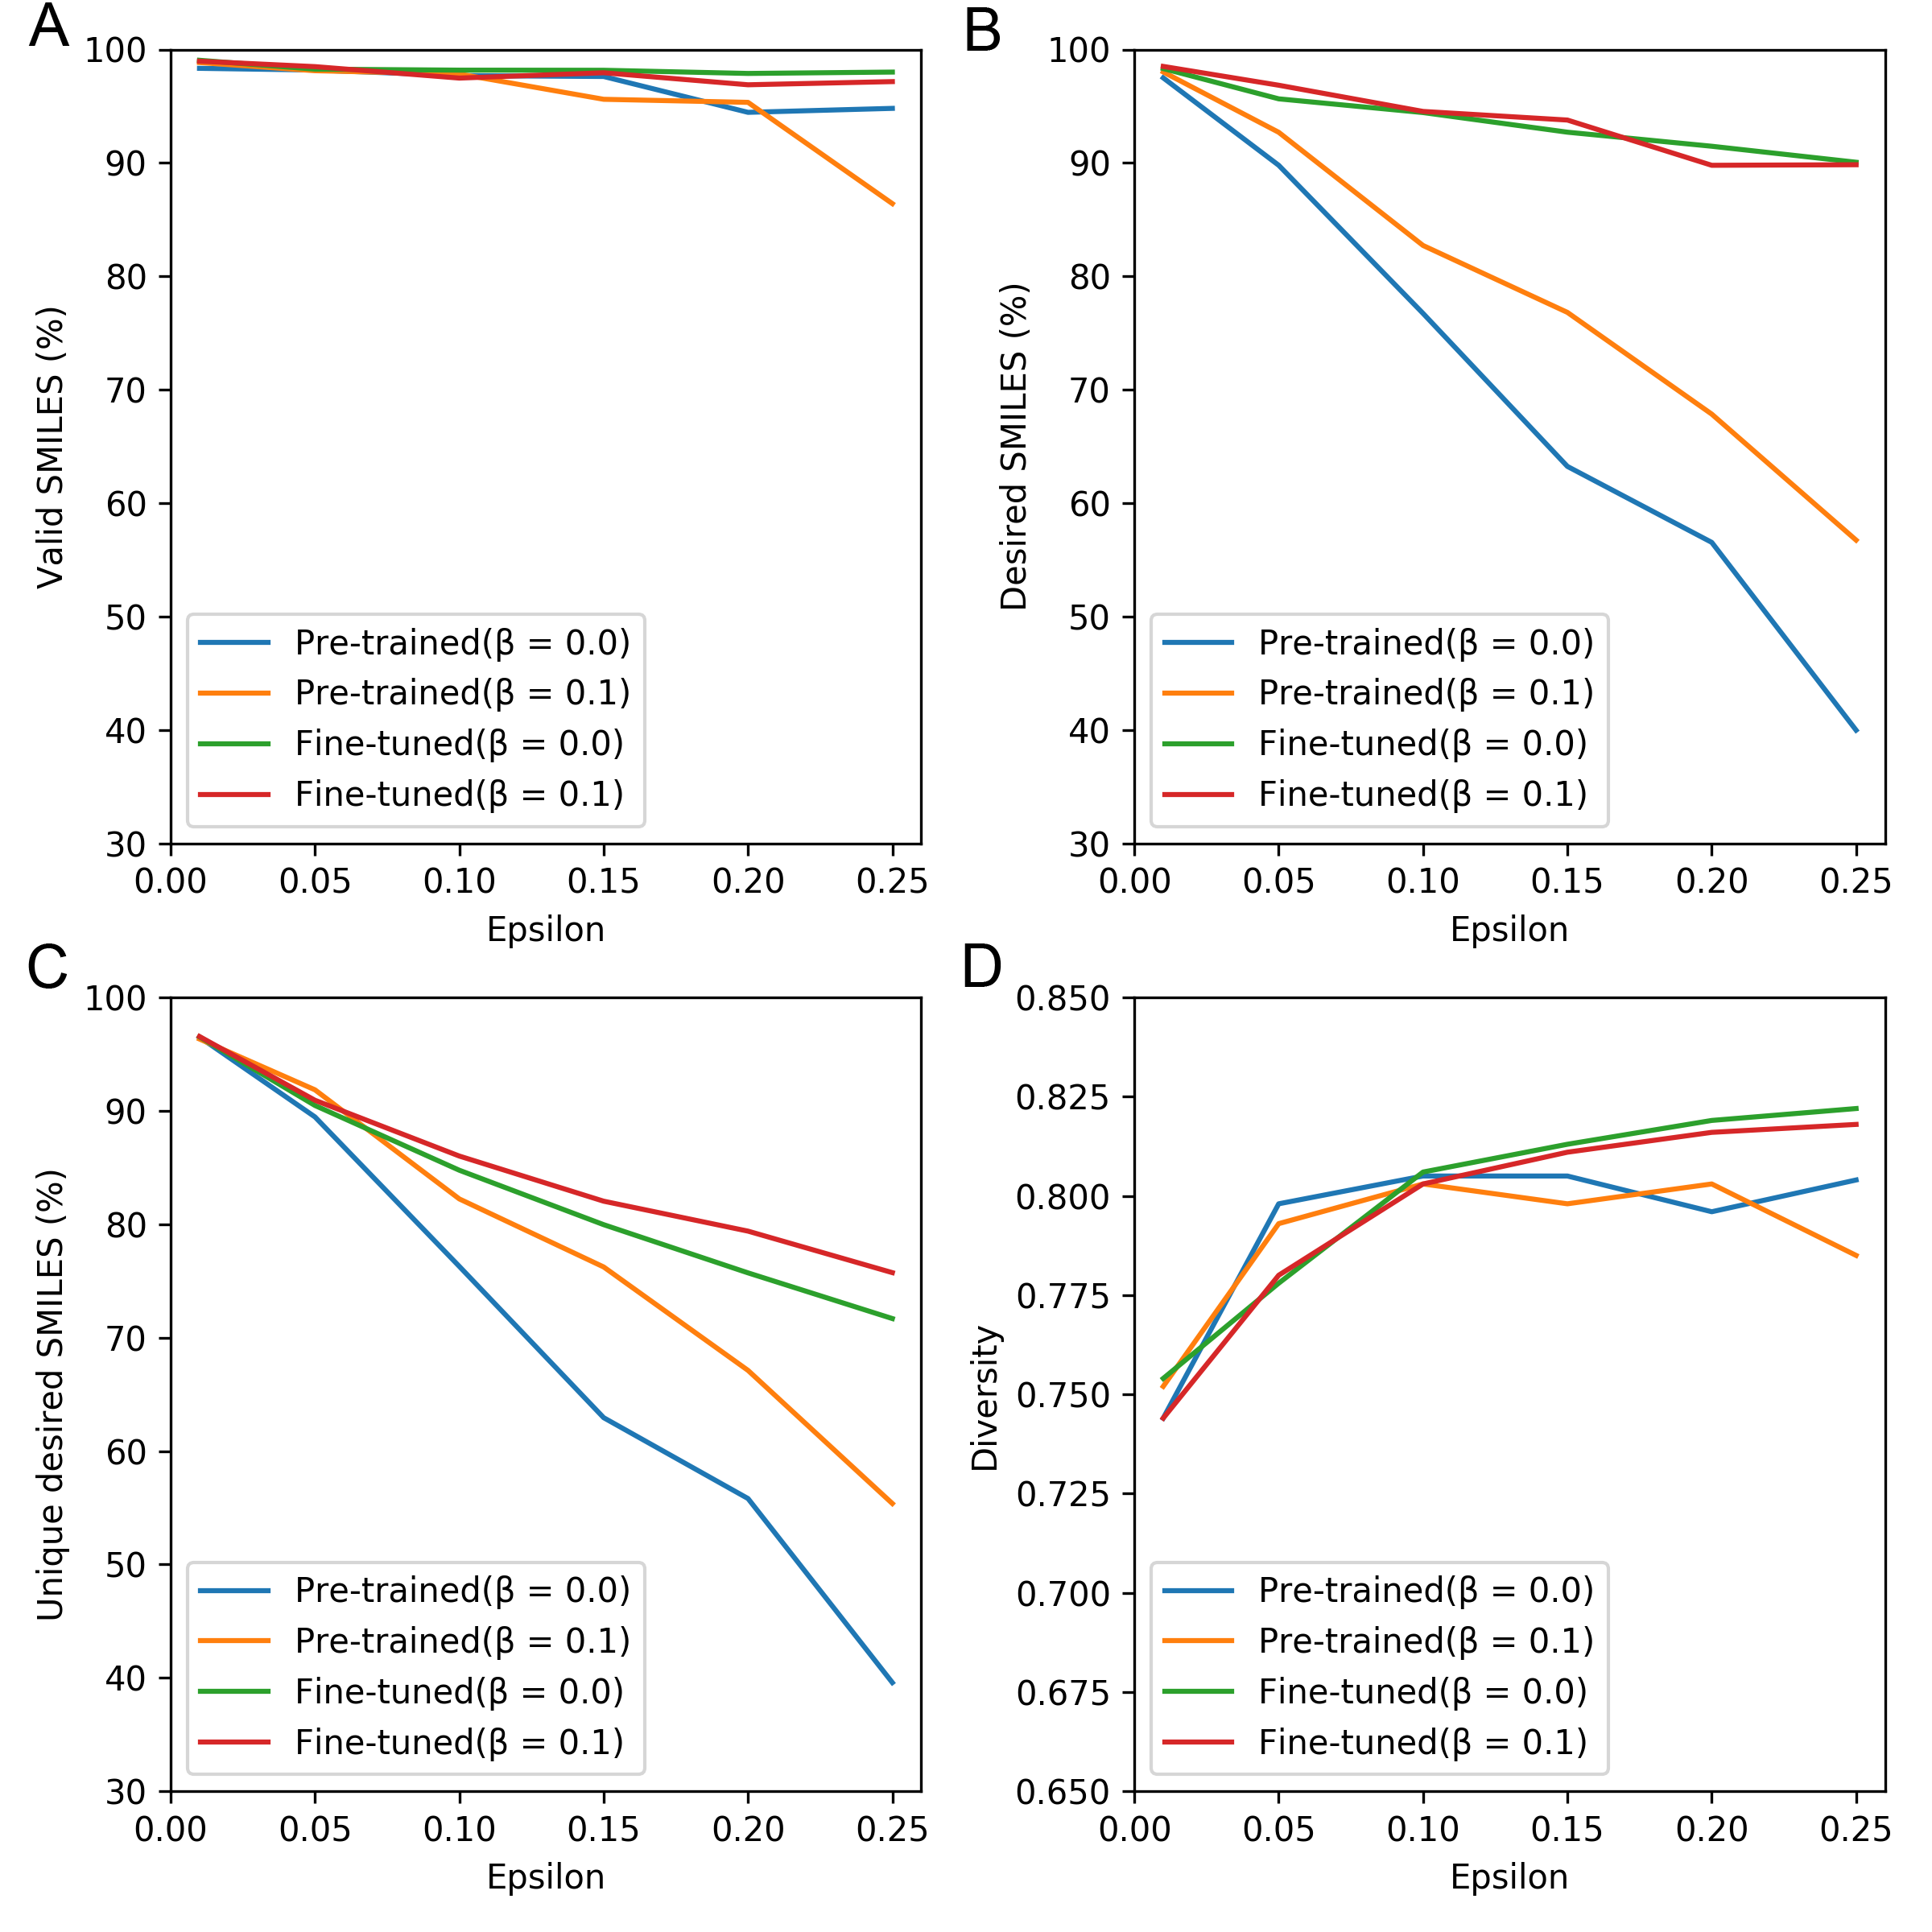 A
100
90
80
70
60
50
40
30
Valid SMILES (%)
Pre-trained(β = 0.0)
Pre-trained(β = 0.1)
Fine-tuned(β = 0.0)
Fine-tuned(β = 0.1)
0.00 0.05 0.10 0.15 0.20 0.25
Epsilon
B
100
90
80
70
60
50
40
30
Desired SMILES (%)
Pre-trained(β = 0.0)
Pre-trained(β = 0.1)
Fine-tuned(β = 0.0)
Fine-tuned(β = 0.1)
0.00 0.05 0.10 0.15 0.20 0.25
Epsilon
C
100
90
80
70
60
50
40
30
Unique desired SMILES (%)
Pre-trained(β = 0.0)
Pre-trained(β = 0.1)
Fine-tuned(β = 0.0)
Fine-tuned(β = 0.1)
0.00 0.05 0.10 0.15 0.20 0.25
Epsilon
D
0.850
0.825
0.800
0.775
0.750
0.725
0.700
0.675
0.650
Diversity
Pre-trained(β = 0.0)
Pre-trained(β = 0.1)
Fine-tuned(β = 0.0)
Fine-tuned(β = 0.1)
0.00 0.05 0.10 0.15 0.20 0.25
Epsilon